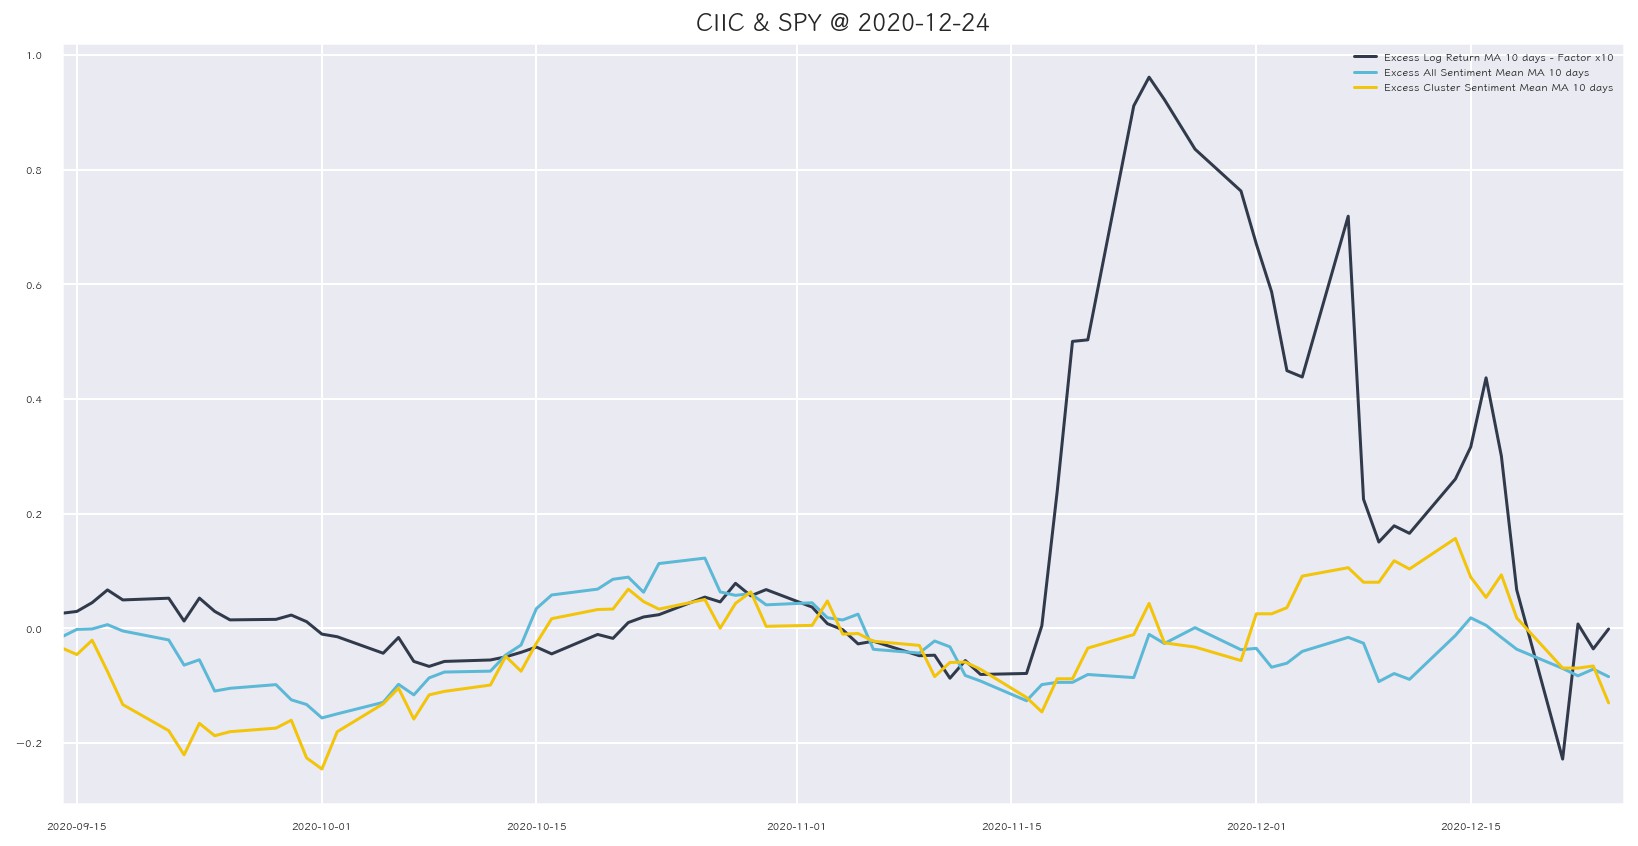 CIIC & SPY @ 2020-12-24
Excess Log Return MA 10 days - Factor x10
Excess All Sentiment Mean MA 10 days
Excess Cluster Sentiment Mean MA 10 days
1.0
0.8
0.6
0.4
0.2
0.0
−0.2
2020-09-15 2020-10-01 2020-10-15 2020-11-01 2020-11-15 2020-12-01 2020-12-15